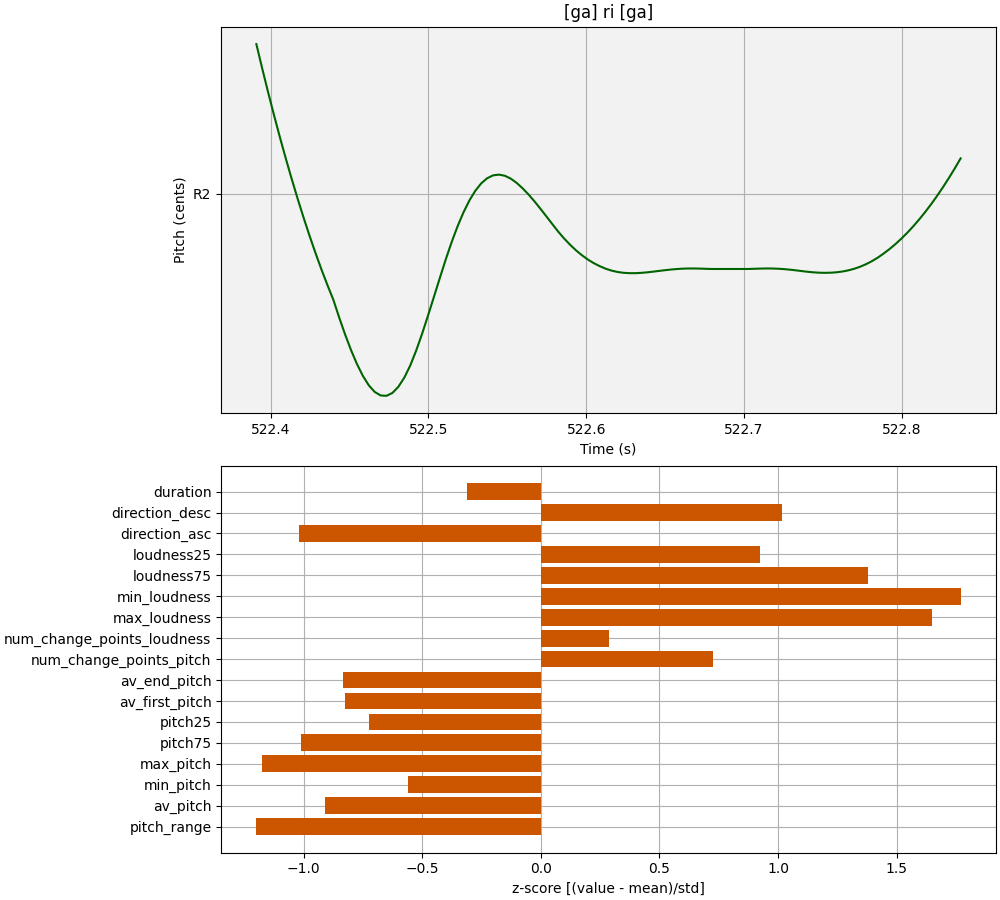 [ga] ri [ga]
Pitch (cents)
R2
522.4 522.5 522.6 522.7 522.8
Time (s)
duration
direction_desc
direction_asc
loudness25
loudness75
min_loudness
max_loudness
num_change_points_loudness
num_change_points_pitch
av_end_pitch
av_first_pitch
pitch25
pitch75
max_pitch
min_pitch
av_pitch
pitch_range
−1.0 −0.5 0.0 0.5 1.0 1.5
z-score [(value - mean)/std]